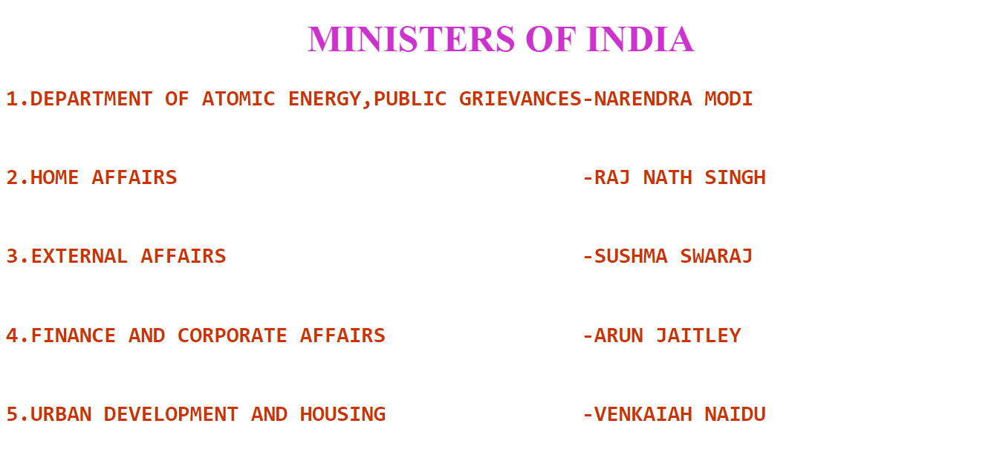 MINISTERS OF INDIA
1.DEPARTMENT OF ATOMIC ENERGY,PUBLIC GRIEVANCES-NARENDRA MODI
2.HOME AFFAIRS -RAJ NATH SINGH
3.EXTERNAL AFFAIRS -SUSHMA SWARAJ
4.FINANCE AND CORPORATE AFFAIRS -ARUN JAITLEY
5.URBAN DEVELOPMENT AND HOUSING -VENKAIAH NAIDU